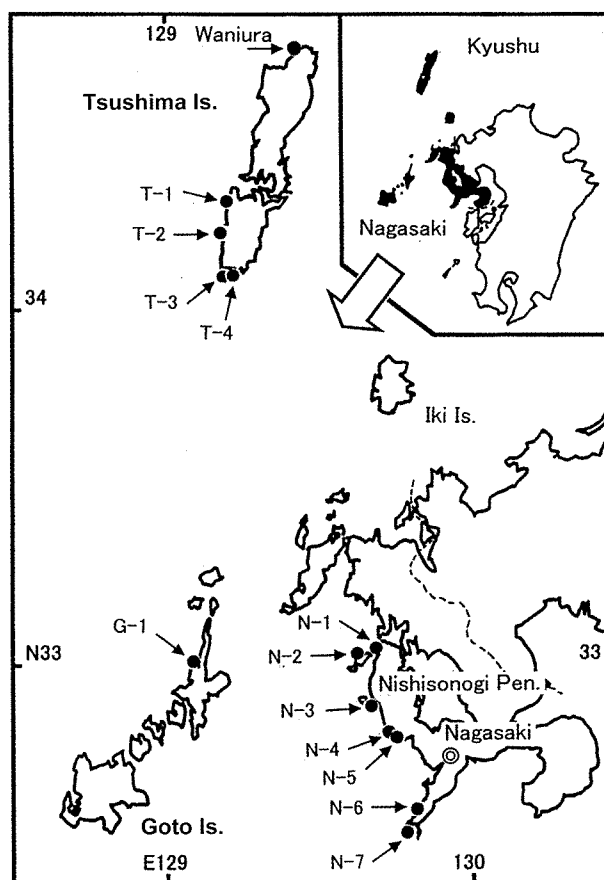 129
Waniura
Kyushu
Tsushima Is.
T-1
T-2
Nagasaki
T-3
T-4
34
Iki Is.
G-1
N-1
N33
N-2
33
Nishisonogi Pen.
N-3
Nagasaki
N-4
N-5
N-6
Goto Is.
N-7
E129
130